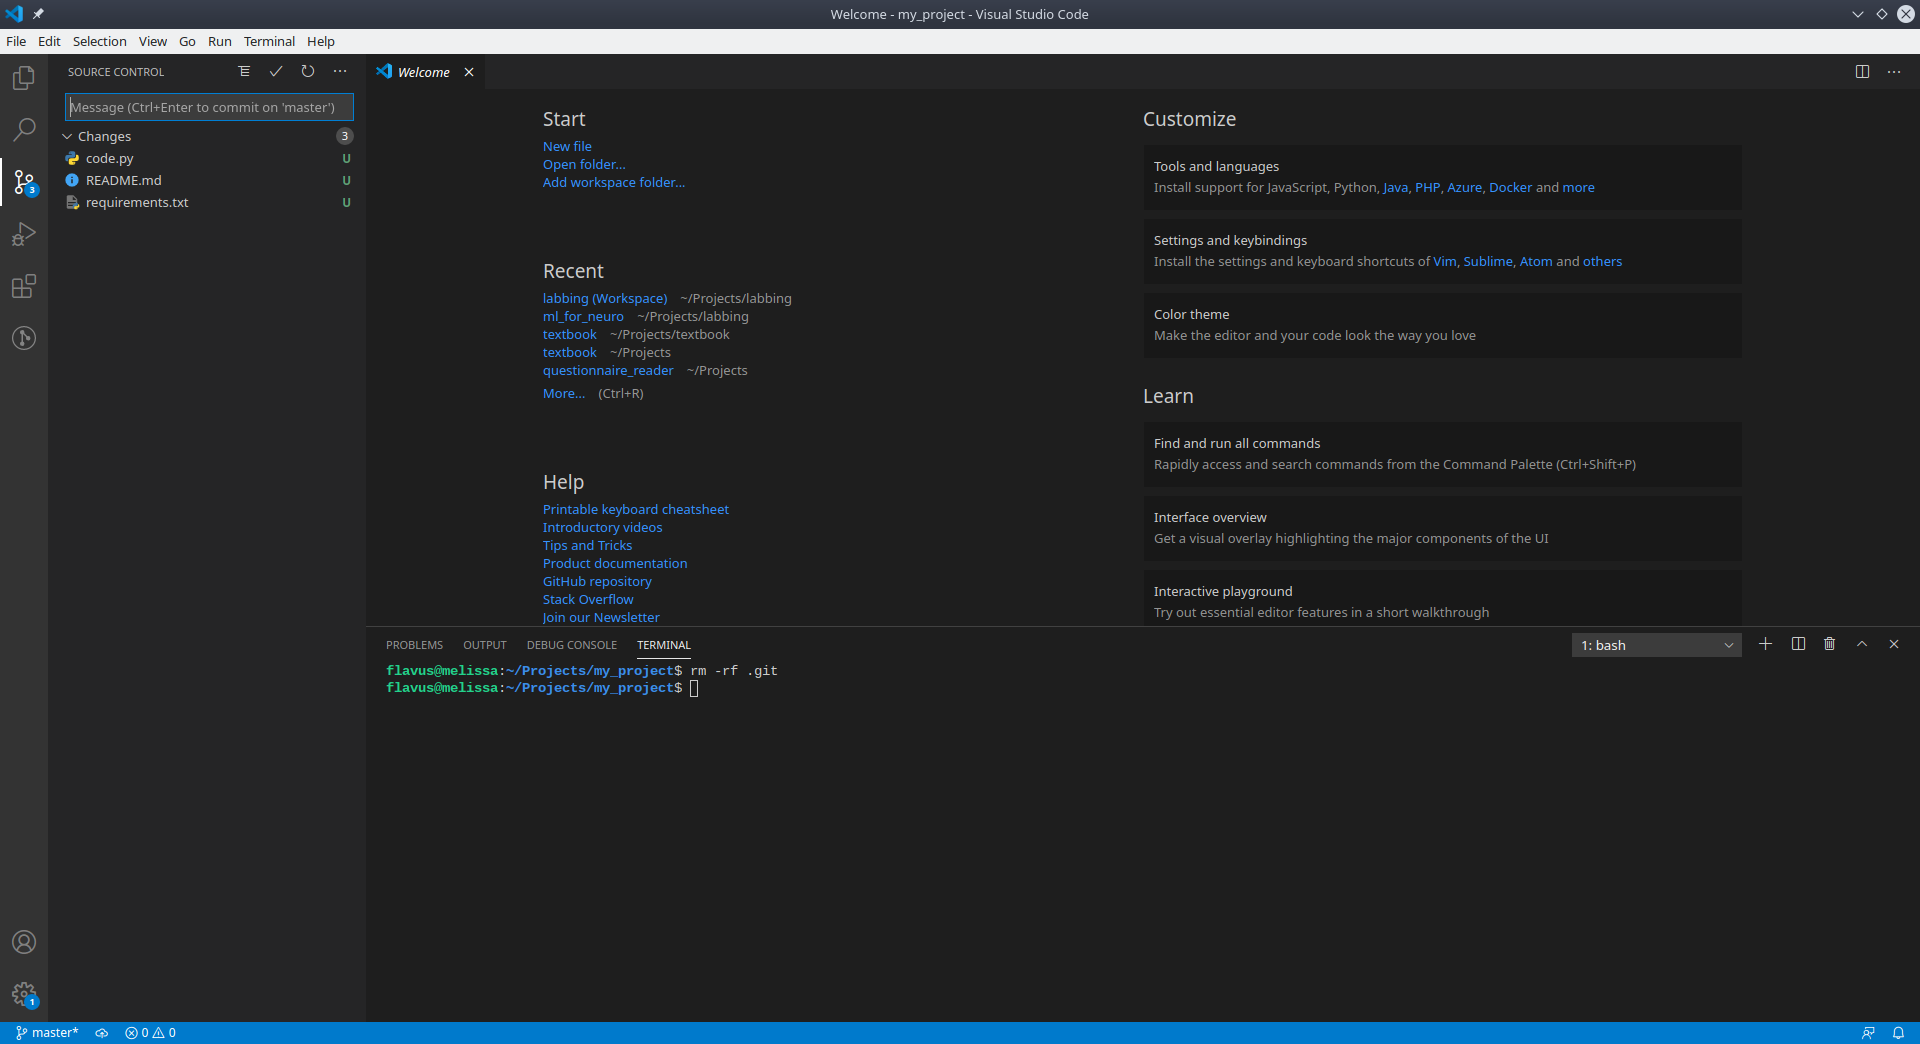 Welcome - my_project - Visual Studio Code
File Edit Selection View Go Run Terminal Help
SOURCE CONTROL
Message (Ctrl+Enter to commit on 'master')
Changes 3
code.py U
README.md U
requirements.txt U
3
1
Welcome
Start
New file
Open folder...
Add workspace folder...
Recent
labbing (Workspace) ~/Projects/labbing
ml_for_neuro ~/Projects/labbing
textbook ~/Projects/textbook
textbook ~/Projects
questionnaire_reader ~/Projects
More... (Ctrl+R)
Help
Printable keyboard cheatsheet
Introductory videos
Tips and Tricks
Product documentation
GitHub repository
Stack Overflow
Join our Newsletter
Customize
Tools and languages
Install support for JavaScript, Python, Java, PHP, Azure, Docker and more
Settings and keybindings
Install the settings and keyboard shortcuts of Vim, Sublime, Atom and others
Color theme
Make the editor and your code look the way you love
Learn
Find and run all commands
Rapidly access and search commands from the Command Palette (Ctrl+Shift+P)
Interface overview
Get a visual overlay highlighting the major components of the UI
Interactive playground
Try out essential editor features in a short walkthrough
PROBLEMS OUTPUT DEBUG CONSOLE TERMINAL 1: bash
flavus@melissa:~/Projects/my_project$ rm -rf .git
flavus@melissa:~/Projects/my_project$
master* 0 0